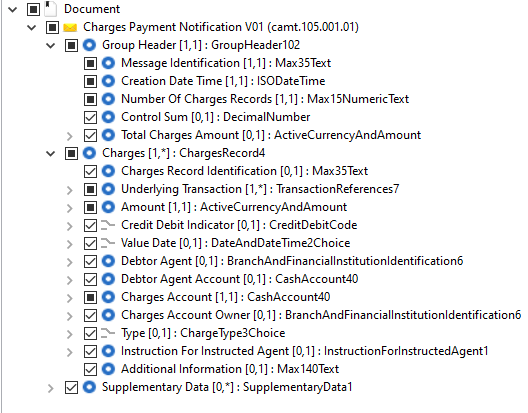 Document
Charges Payment Notification V01 (camt.105.001.01)
Group Header [1,1] : GroupHeader102
Message Identification [1,1] : Max35Text
Creation Date Time [1,1] : ISODateTime
Number Of Charges Records [1,1] : Max15NumericText
Control Sum [0,1] : DecimalNumber
Total Charges Amount [0,1] : ActiveCurrencyAndAmount
Charges [1,*] : ChargesRecord4
Charges Record Identification [0,1] : Max35Text
Underlying Transaction [1,*] : TransactionReferences7
Amount [1,1] : ActiveCurrencyAndAmount
Credit Debit Indicator [0,1] : CreditDebitCode
Value Date [0,1] : DateAndDateTime2Choice
Debtor Agent [0,1] : BranchAndFinancialInstitutionIdentification6
Debtor Agent Account [0,1] : CashAccount40
Charges Account [1,1] : CashAccount40
Charges Account Owner [0,1] : BranchAndFinancialInstitutionIdentification6
Type [0,1] : ChargeType3Choice
Instruction For Instructed Agent [0,1] : InstructionForInstructedAgent1
Additional Information [0,1] : Max140Text
Supplementary Data [0,*] : SupplementaryData1